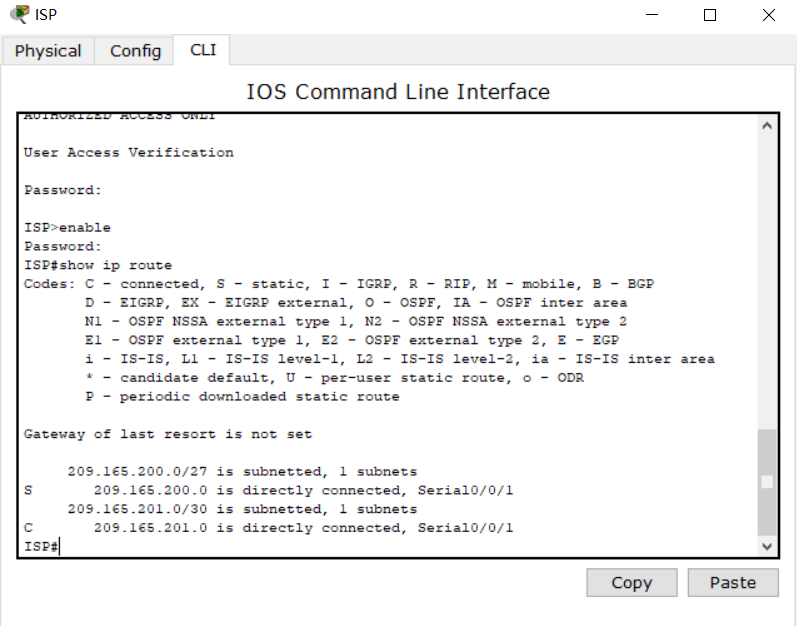 ISP
Physical Config CLI
IOS Command Line Interface
AUTHORIZED ACCESS ONLY
User Access Verification
Password:
ISP>enable
Password:
ISP#show ip route
Codes: C - connected, S - static, I - IGRP, R - RIP, M - mobile, B - BGP
D - EIGRP, EX - EIGRP external, O - OSPF, IA - OSPF inter area
N1 - OSPF NSSA external type 1, N2 - OSPF NSSA external type 2
E1 - OSPF external type 1, E2 - OSPF external type 2, E - EGP
i - IS-IS, L1 - IS-IS level-1, L2 - IS-IS level-2, ia - IS-IS inter area
* - candidate default, U - per-user static route, o - ODR
P - periodic downloaded static route
Gateway of last resort is not set
209.165.200.0/27 is subnetted, 1 subnets
S 209.165.200.0 is directly connected, Serial0/0/1
209.165.201.0/30 is subnetted, 1 subnets
C 209.165.201.0 is directly connected, Serial0/0/1
ISP#
Copy Paste